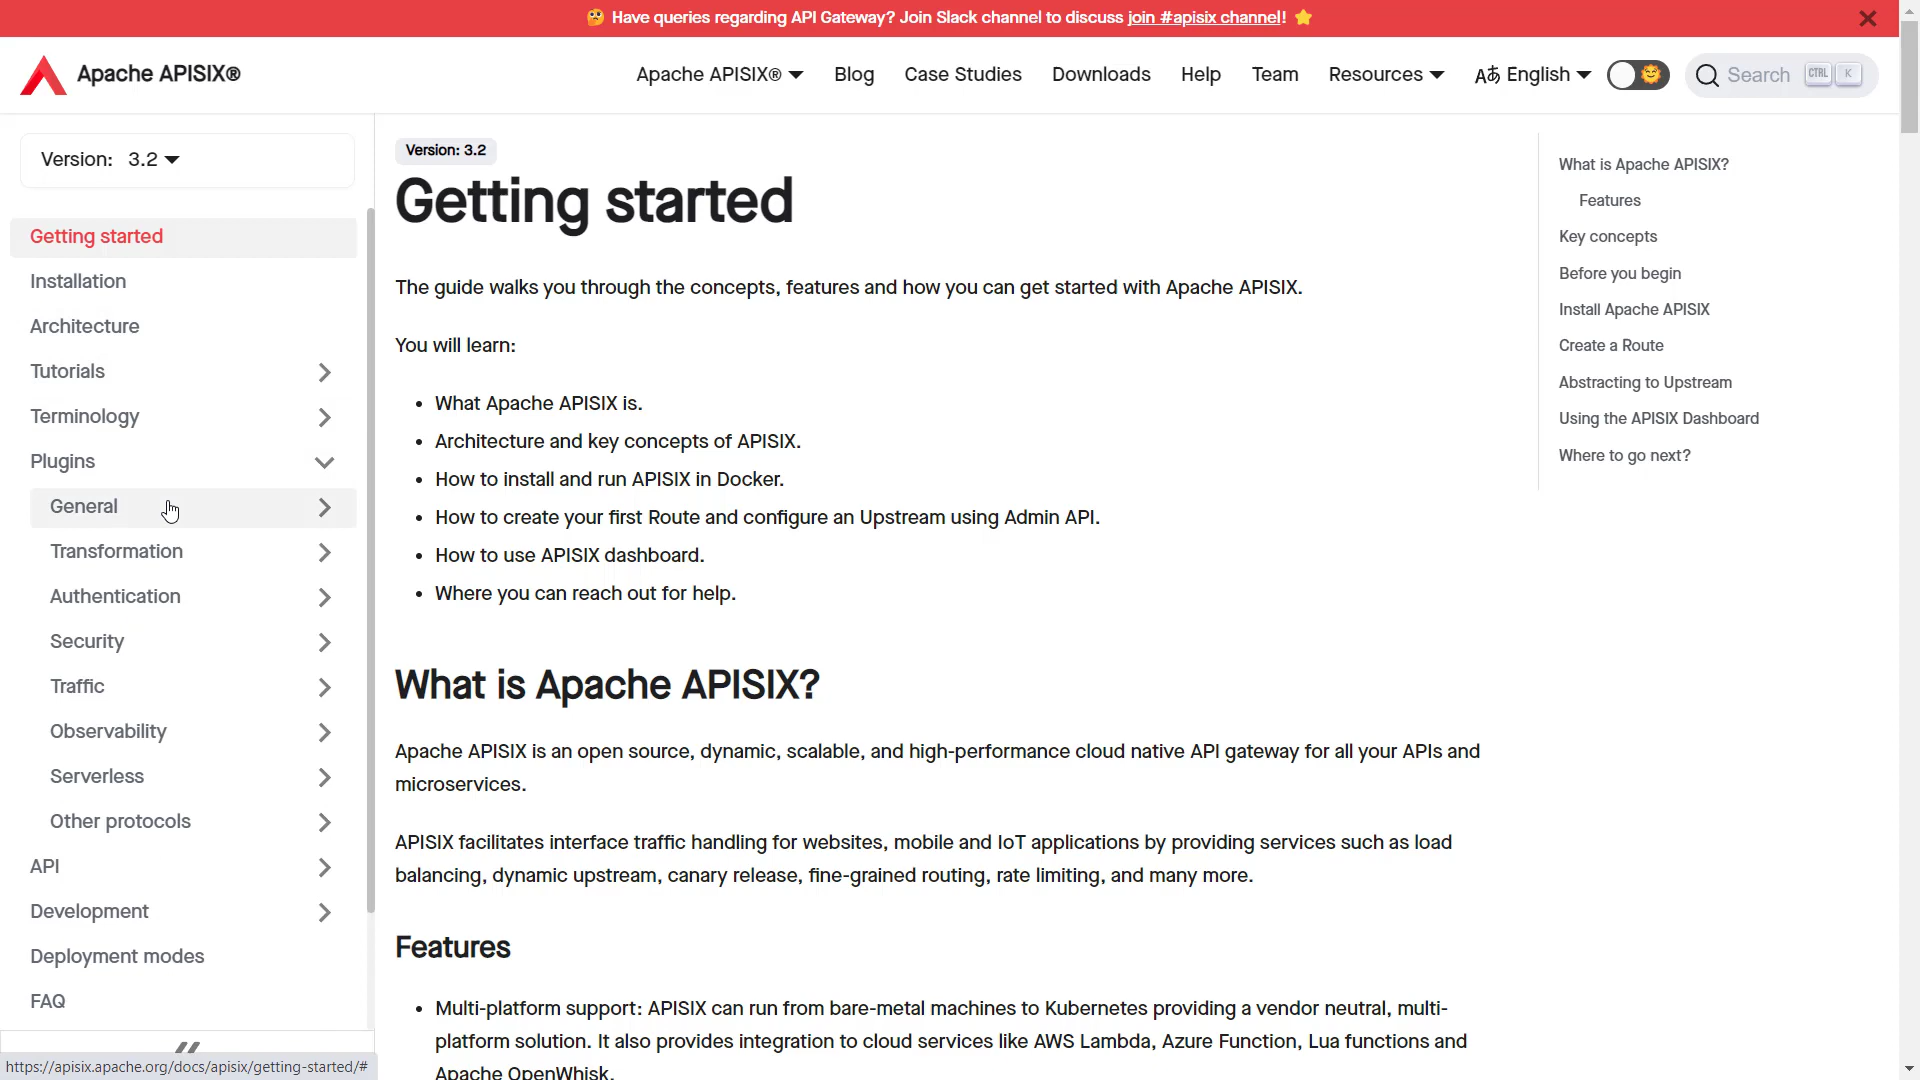 🤔 Have queries regarding API Gateway? Join Slack channel to discuss join #apisix channel! ⭐
Apache APISIX®
Apache APISIX®
Blog
Case Studies
Downloads
Help
Team
Resources
Aあ English
Search
CTRL
K
Version: 3.2
Getting started
Installation
Architecture
Tutorials
Terminology
Plugins
General
Transformation
Authentication
Security
Traffic
Observability
Serverless
Other protocols
API
Development
Deployment modes
FAQ
https://apisix.apache.org/docs/apisix/getting-started/#
Version: 3.2
Getting started
The guide walks you through the concepts, features and how you can get started with Apache APISIX.
You will learn:
• What Apache APISIX is.
• Architecture and key concepts of APISIX.
• How to install and run APISIX in Docker.
• How to create your first Route and configure an Upstream using Admin API.
• How to use APISIX dashboard.
• Where you can reach out for help.
What is Apache APISIX?
Apache APISIX is an open source, dynamic, scalable, and high-performance cloud native API gateway for all your APIs and
microservices.
APISIX facilitates interface traffic handling for websites, mobile and IoT applications by providing services such as load
balancing, dynamic upstream, canary release, fine-grained routing, rate limiting, and many more.
Features
• Multi-platform support: APISIX can run from bare-metal machines to Kubernetes providing a vendor neutral, multi-
platform solution. It also provides integration to cloud services like AWS Lambda, Azure Function, Lua functions and
Apache OpenWhisk.
What is Apache APISIX?
Features
Key concepts
Before you begin
Install Apache APISIX
Create a Route
Abstracting to Upstream
Using the APISIX Dashboard
Where to go next?